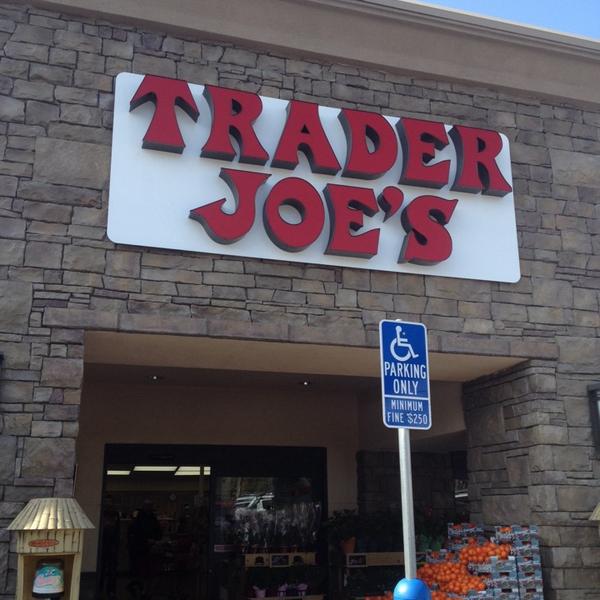 TRADER
JOE'S
PARKING
ONLY
MINIMUM
FINE $250